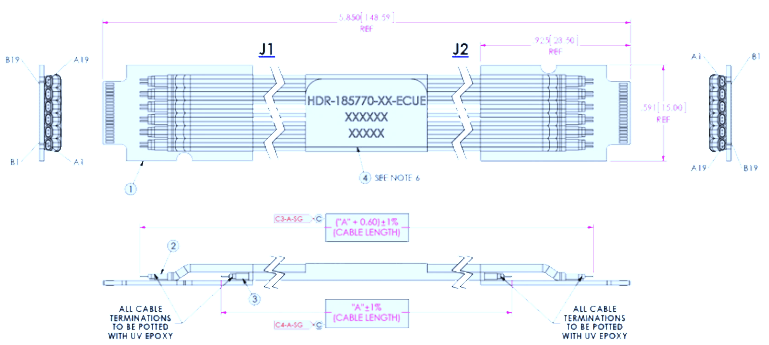 5.850[148.59]
REF
.925[23.50]
REF
J1
J2
B19
A19
A1
B1
HDR-185770-XX-ECUE
XXXXXX
XXXXX
.591[15.00]
REF
B1
A1
A19
B19
1
4 SEE NOTE 6
C3-A-SG
C
("A" + 0.60)±1%
(CABLE LENGTH)
2
3
ALL CABLE
TERMINATIONS
TO BE POTTED
WITH UV EPOXY
"A"±1%
(CABLE LENGTH)
C4-A-SG
C
ALL CABLE
TERMINATIONS
TO BE POTTED
WITH UV EPOXY